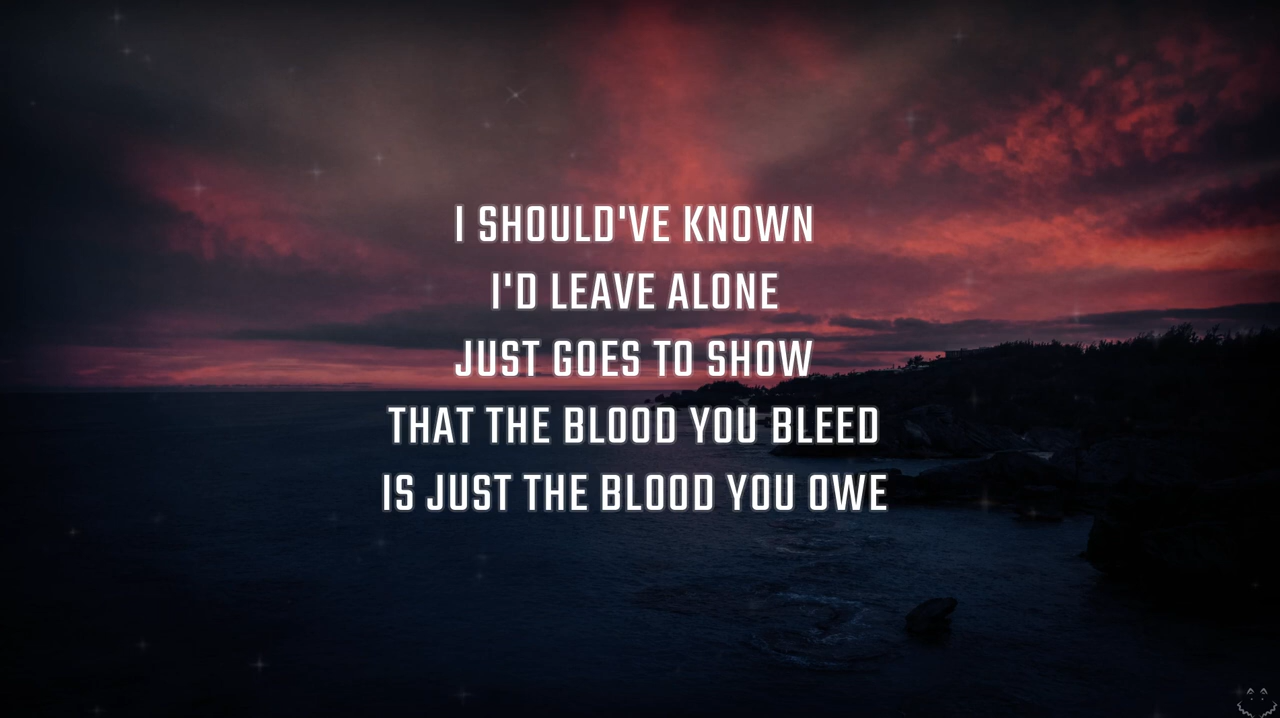 I SHOULD'VE KNOWN
I'D LEAVE ALONE
JUST GOES TO SHOW
THAT THE BLOOD YOU BLEED
IS JUST THE BLOOD YOU OWE